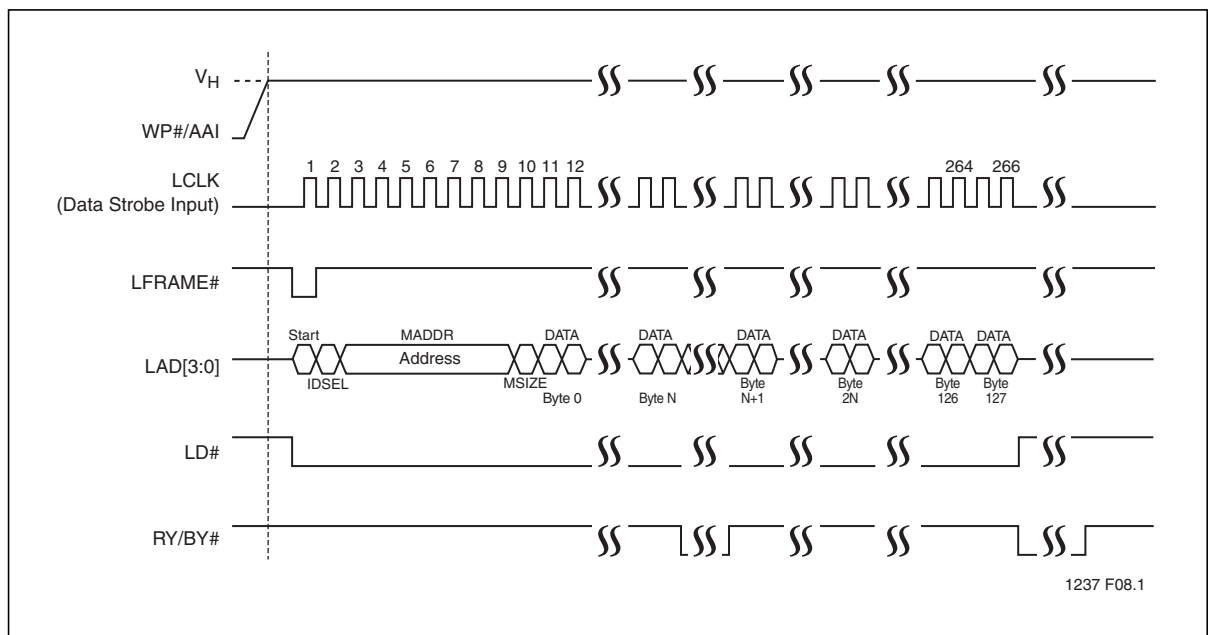 VH
WP#/AAI
1 2 3 4 5 6 7 8 9 10 11 12 264 266
LCLK
(Data Strobe Input)
LFRAME#
Start MADDR DATA DATA DATA DATA DATA DATA
LAD[3:0] Address
IDSEL MSIZE
Byte 0 Byte N Byte N+1 Byte 2N Byte 126 Byte 127
LD#
RY/BY#
1237 F08.1